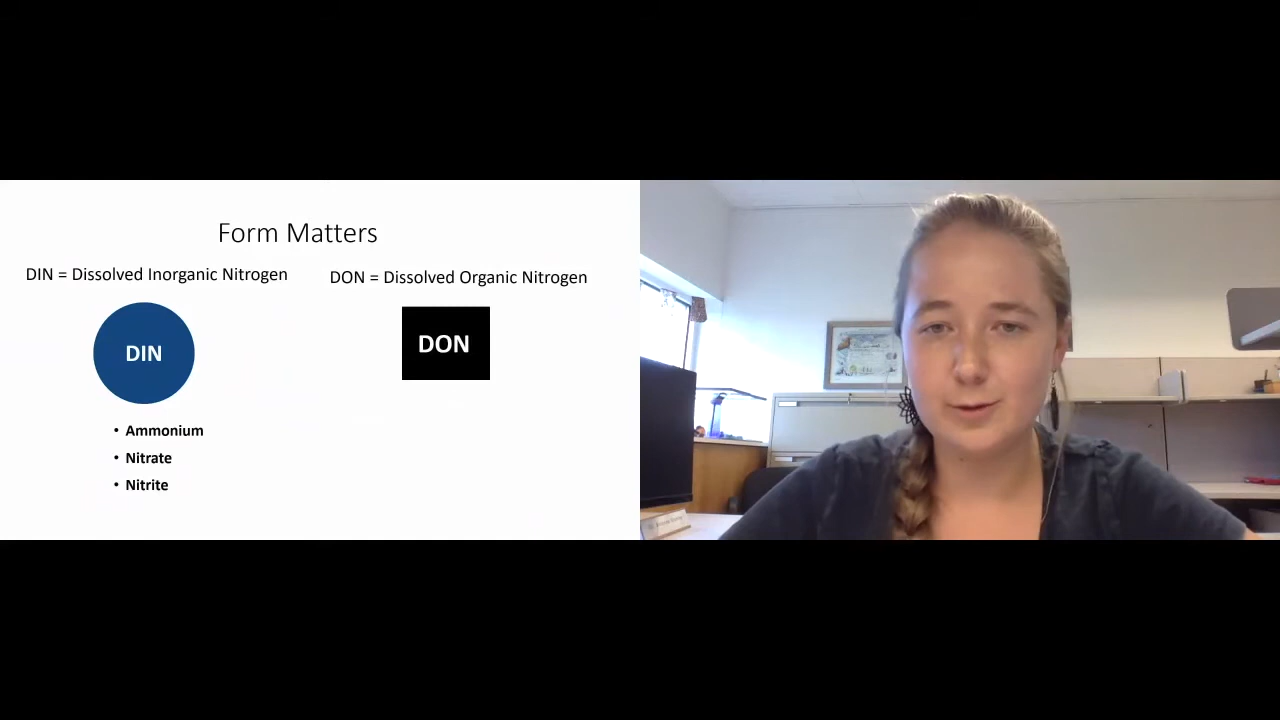 Form Matters
DIN = Dissolved Inorganic Nitrogen
DON = Dissolved Organic Nitrogen
DIN
DON
• Ammonium
• Nitrate
• Nitrite